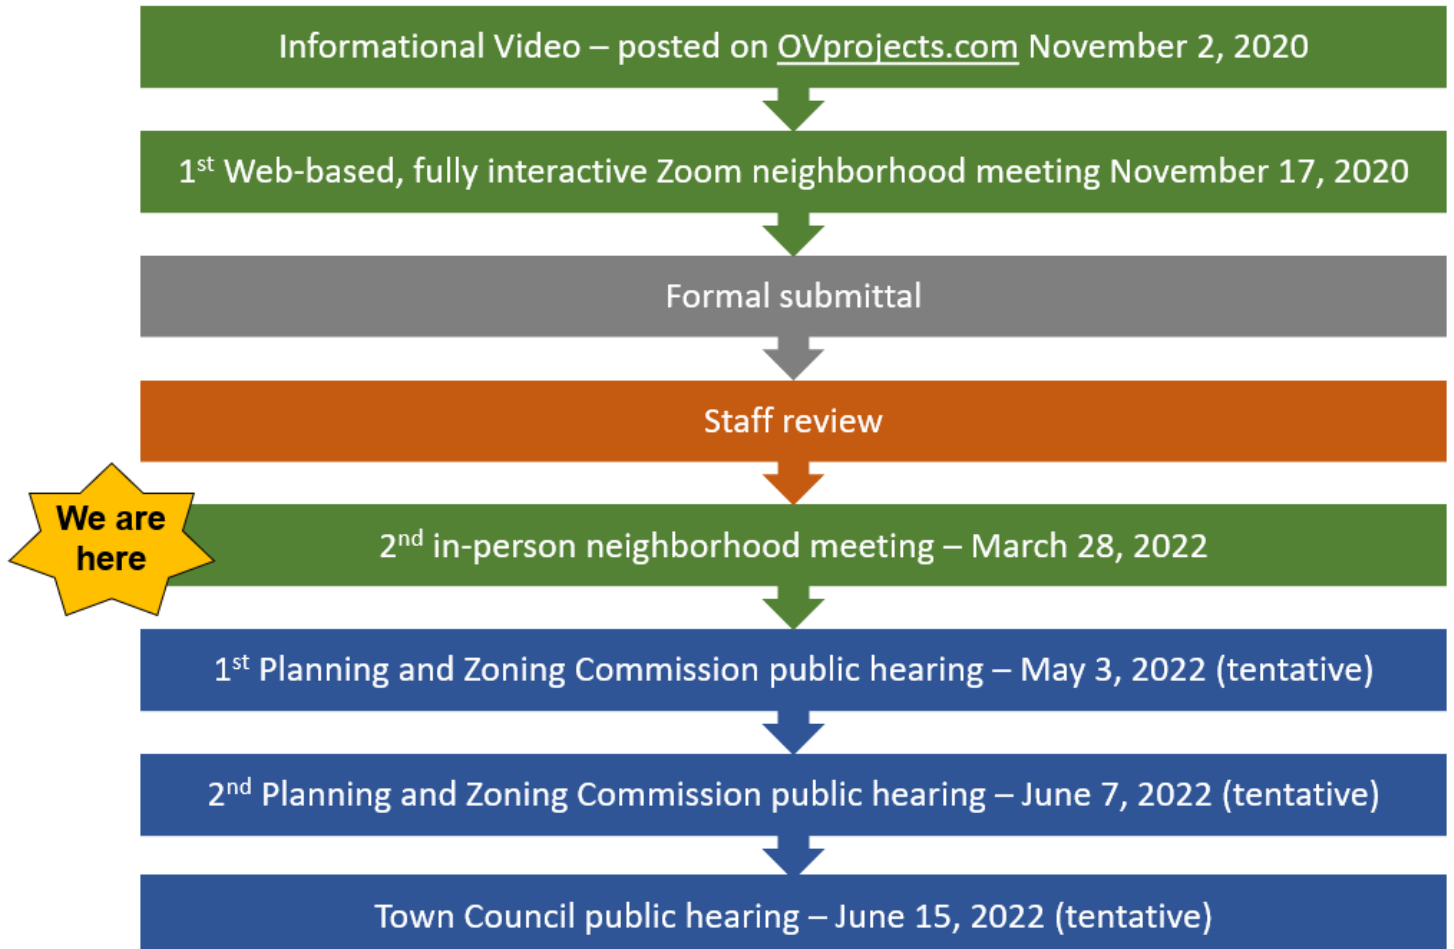 Informational Video – posted on OVprojects.com November 2, 2020
1st Web-based, fully interactive Zoom neighborhood meeting November 17, 2020
Formal submittal
Staff review
We are
here
2nd in-person neighborhood meeting – March 28, 2022
1st Planning and Zoning Commission public hearing – May 3, 2022 (tentative)
2nd Planning and Zoning Commission public hearing – June 7, 2022 (tentative)
Town Council public hearing – June 15, 2022 (tentative)